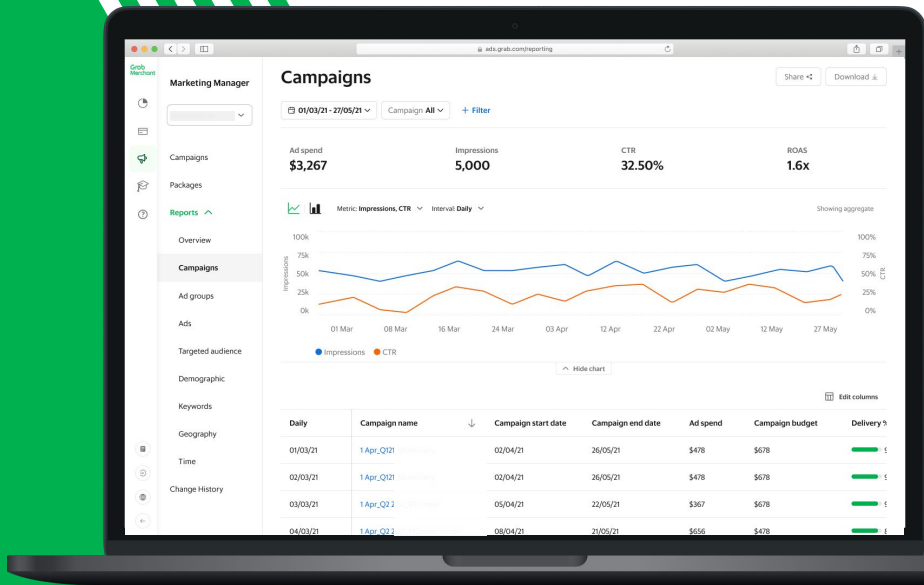 ads.grab.com/reporting
Grab
Merchant
Marketing Manager
Campaigns
Packages
Reports
Overview
Campaigns
Ad groups
Ads
Targeted audience
Demographic
Keywords
Geography
Time
Change History
Campaigns
Share
Download
01/03/21 - 27/05/21
Campaign All
+ Filter
Ad spend Impressions CTR ROAS
$3,267 5,000 32.50% 1.6x
Metric: Impressions, CTR Interval: Daily Showing aggregate
100k 100%
75k 75%
50k 50%
25k 25%
0k 0%
Impressions
CTR
01 Mar 08 Mar 16 Mar 24 Mar 03 Apr 12 Apr 22 Apr 02 May 12 May 27 May
Impressions CTR
Hide chart
Edit columns
Daily Campaign name Campaign start date Campaign end date Ad spend Campaign budget Delivery %
01/03/21 1 Apr_Q121 02/04/21 26/05/21 $478 $678
02/03/21 1 Apr_Q121 02/04/21 26/05/21 $478 $678
03/03/21 1 Apr_Q2 2 05/04/21 22/05/21 $367 $678
04/03/21 1 Apr_Q2 2 08/04/21 21/05/21 $656 $478